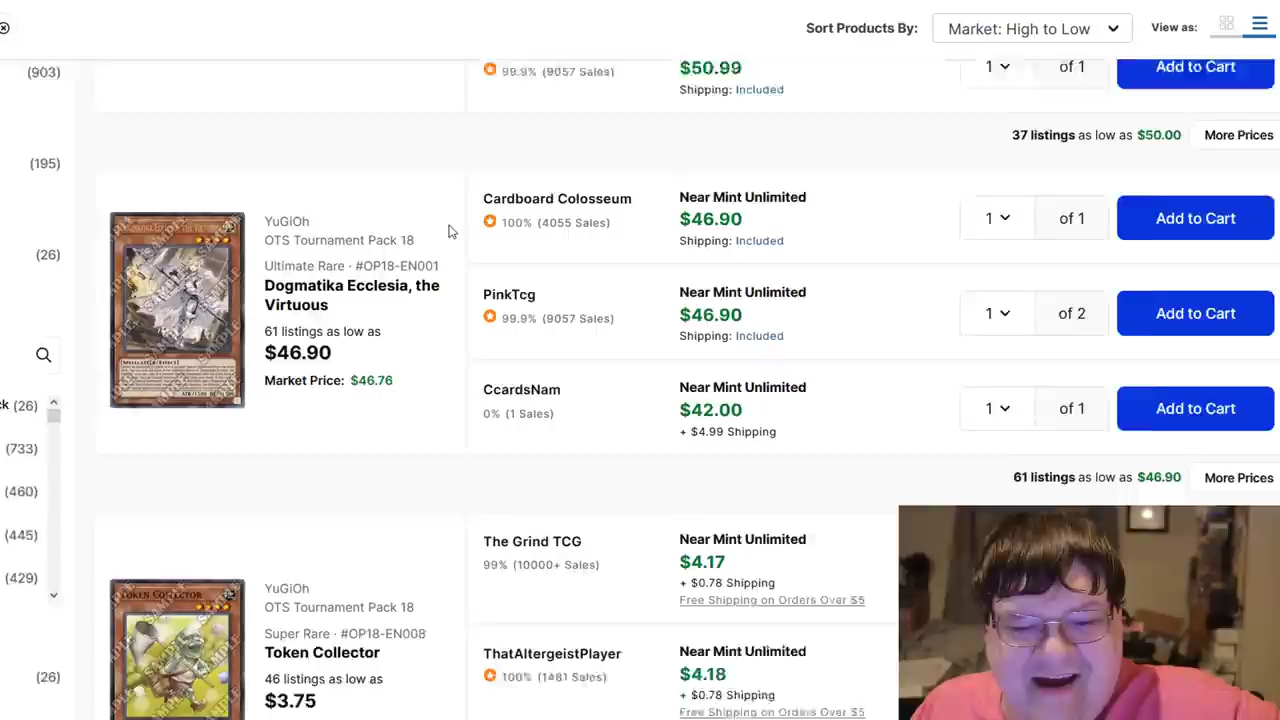 Sort Products By:
Market: High to Low
View as:
(903)
99.9% (9057 Sales)
$50.99
Shipping: Included
1
of 1
Add to Cart
37 listings as low as $50.00
More Prices
(195)
(26)
ck (26)
(733)
(460)
(445)
(429)
(26)
YuGiOh
OTS Tournament Pack 18
Ultimate Rare · #OP18-EN001
Dogmatika Ecclesia, the
Virtuous
61 listings as low as
$46.90
Market Price: $46.76
SAMPLE
Cardboard Colosseum
100% (4055 Sales)
Near Mint Unlimited
$46.90
Shipping: Included
1
of 1
Add to Cart
PinkTcg
99.9% (9057 Sales)
Near Mint Unlimited
$46.90
Shipping: Included
1
of 2
Add to Cart
CcardsNam
0% (1 Sales)
Near Mint Unlimited
$42.00
+ $4.99 Shipping
1
of 1
Add to Cart
61 listings as low as $46.90
More Prices
TOKEN COLLECTOR
SAMPLE
YuGiOh
OTS Tournament Pack 18
Super Rare · #OP18-EN008
Token Collector
46 listings as low as
$3.75
The Grind TCG
99% (10000+ Sales)
Near Mint Unlimited
$4.17
+ $0.78 Shipping
Free Shipping on Orders Over $5
ThatAltergeistPlayer
100% (1481 Sales)
Near Mint Unlimited
$4.18
+ $0.78 Shipping
Free Shipping on Orders Over $5